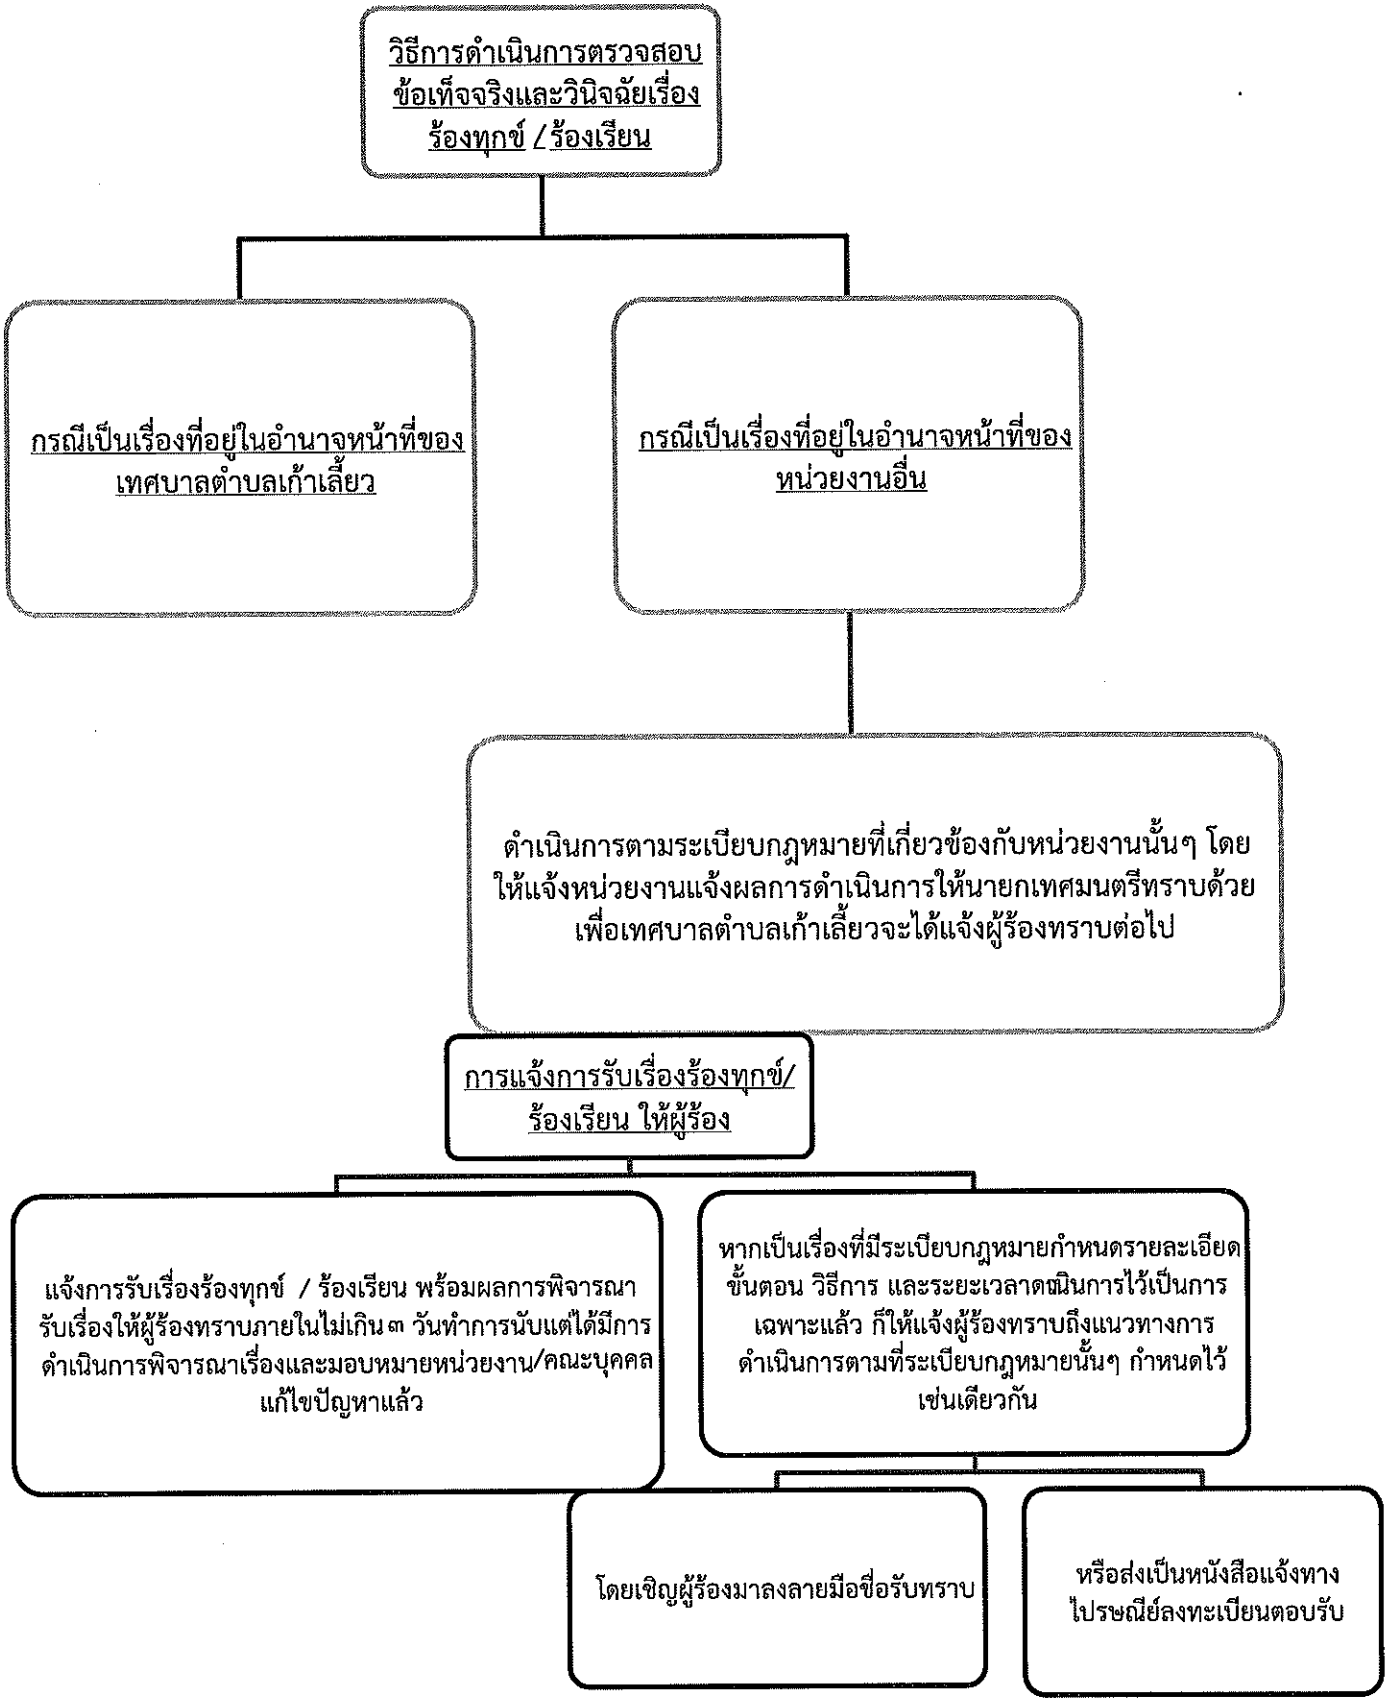 วิธีการดำเนินการตรวจสอบ
ข้อเท็จจริงและวินิจฉัยเรื่อง
ร้องทุกข์ / ร้องเรียน
กรณีเป็นเรื่องที่อยู่ในอำนาจหน้าที่ของ
เทศบาลตำบลเก้าเลี้ยว
กรณีเป็นเรื่องที่อยู่ในอำนาจหน้าที่ของ
หน่วยงานอื่น
ดำเนินการตามระเบียบกฎหมายที่เกี่ยวข้องกับหน่วยงานนั้นๆ โดย
ให้แจ้งหน่วยงานแจ้งผลการดำเนินการให้นายกเทศมนตรีทราบด้วย
เพื่อเทศบาลตำบลเก้าเลี้ยวจะได้แจ้งผู้ร้องทราบต่อไป
การแจ้งการรับเรื่องร้องทุกข์/
ร้องเรียน ให้ผู้ร้อง
แจ้งการรับเรื่องร้องทุกข์ / ร้องเรียน พร้อมผลการพิจารณา
รับเรื่องให้ผู้ร้องทราบภายในไม่เกิน ๓ วันทำการนับแต่ได้มีการ
ดำเนินการพิจารณาเรื่องและมอบหมายหน่วยงาน/คณะบุคคล
แก้ไขปัญหาแล้ว
หากเป็นเรื่องที่มีระเบียบกฎหมายกำหนดรายละเอียด
ขั้นตอน วิธีการ และระยะเวลา
เฉพาะแล้ว ก็ให้แจ้งผู้ร้องทราบถึงแนวทางการ
ดำเนินการตามที่ระเบียบกฎหมายนั้นๆ กำหนดไว้
เช่นเดียวกัน
โดยเชิญผู้ร้องมาลงลายมือชื่อรับทราบ
หรือส่งเป็นหนังสือแจ้งทาง
ไปรษณีย์ลงทะเบียนตอบรับ